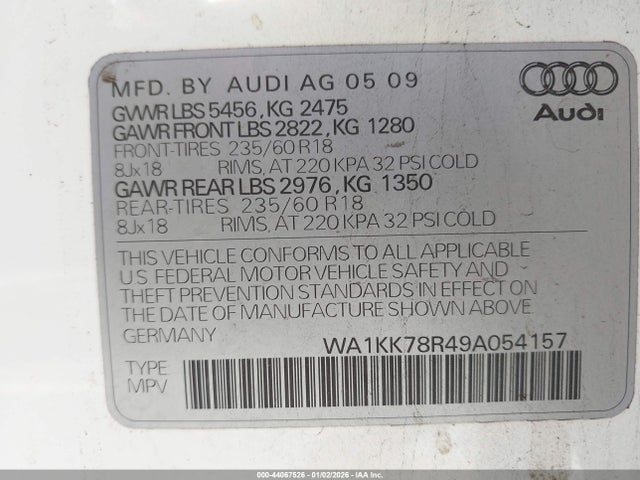 MFD. BY AUDI AG 05 09
GVWR LBS 5456, KG 2475
GAWR FRONT LBS 2822, KG 1280
FRONT-TIRES 235/60 R18
8Jx18 RIMS, AT 220 KPA 32 PSI COLD
GAWR REAR LBS 2976, KG 1350
REAR-TIRES 235/60 R18
8Jx18 RIMS, AT 220 KPA 32 PSI COLD
Audi
THIS VEHICLE CONFORMS TO ALL APPLICABLE
U.S. FEDERAL MOTOR VEHICLE SAFETY AND
THEFT PREVENTION STANDARDS IN EFFECT ON
THE DATE OF MANUFACTURE SHOWN ABOVE.
GERMANY WA1KK78R49A054157
TYPE:
MPV
000-44067526 - 01/02/2026 - COPART.COM